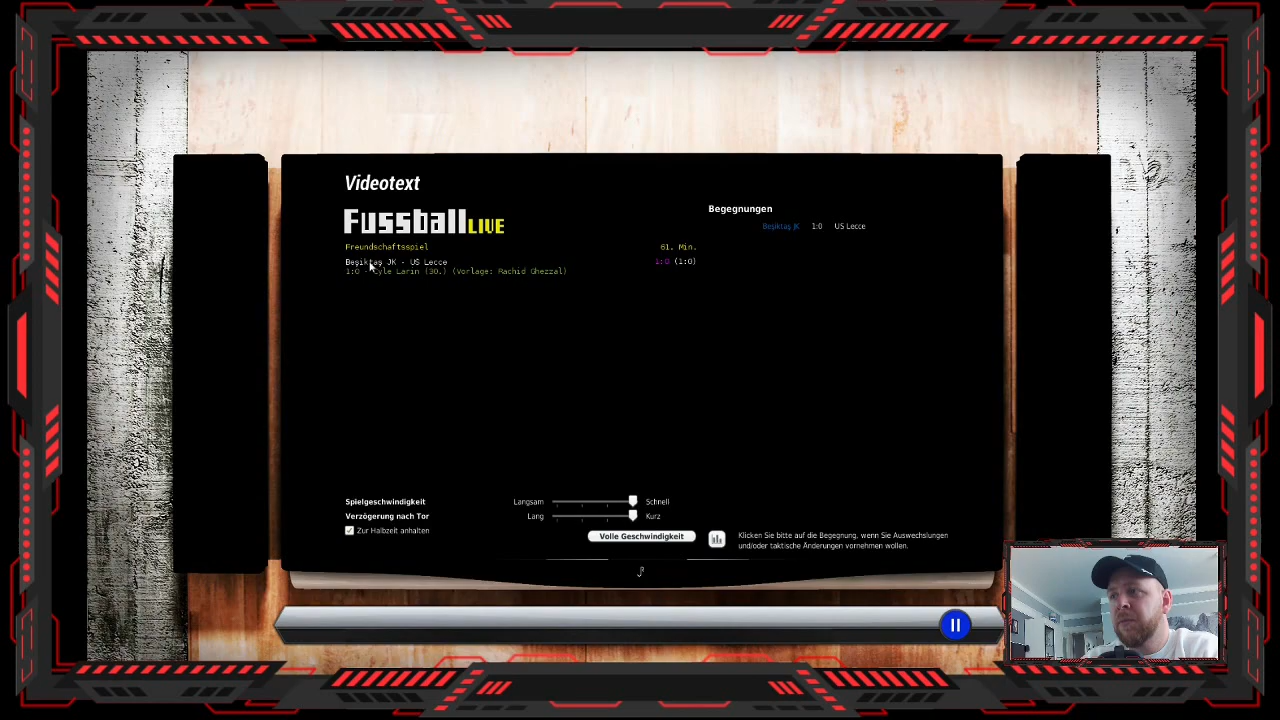 Videotext
Fussball LIVE
Begegnungen
Beşiktaş JK 1:0 US Lecce
Freundschaftsspiel 61. Min.
Beşiktaş JK - US Lecce 1:0 (1:0)
1:0 - Cyle Larin (30.) (Vorlage: Rachid Ghezzal)
Spielgeschwindigkeit Langsam Schnell
Verzögerung nach Tor Lang Kurz
Zur Halbzeit anhalten
Volle Geschwindigkeit
Klicken Sie bitte auf die Begegnung, wenn Sie Auswechslungen
und/oder taktische Änderungen vornehmen wollen.